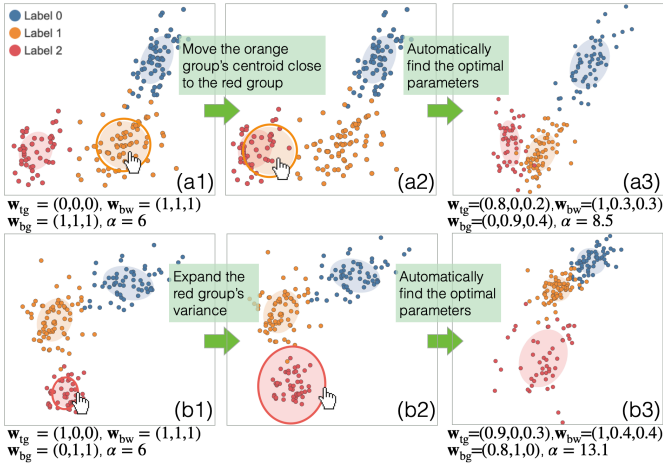 Label 0
Label 1
Label 2
Move the orange
group's centroid close
to the red group
Automatically
find the optimal
parameters
(a1)
(a2)
(a3)
w_tg = (0,0,0), w_bw = (1,1,1)
w_bg = (1,1,1), α = 6
w_tg=(0.8,0,0.2),w_bw=(1,0.3,0.3)
w_bg=(0,0.9,0.4), α = 8.5
Expand the
red group's
variance
Automatically
find the optimal
parameters
(b1)
(b2)
(b3)
w_tg = (1,0,0), w_bw = (1,1,1)
w_bg = (0,1,1), α = 6
w_tg=(0.9,0,0.3),w_bw=(1,0.4,0.4)
w_bg=(0.8,1,0), α = 13.1